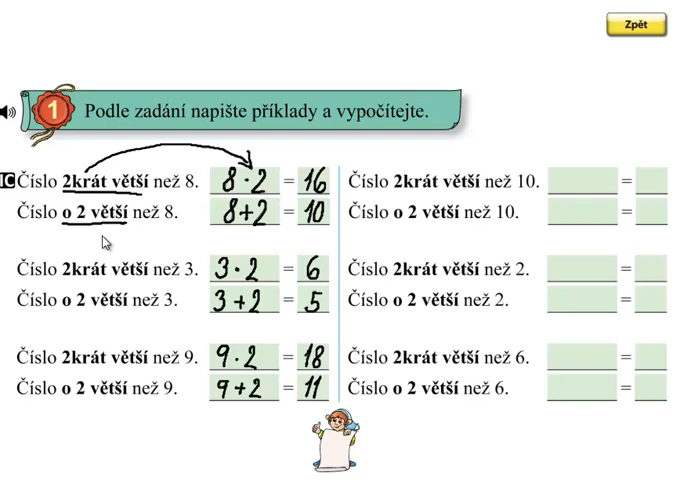 Zpět
1 Podle zadání napište příklady a vypočítejte.
IC Číslo 2krát větší než 8. 8 · 2 = 16
Číslo o 2 větší než 8. 8+2 = 10
Číslo 2krát větší než 3. 3 · 2 = 6
Číslo o 2 větší než 3. 3+2 = 5
Číslo 2krát větší než 9. 9 · 2 = 18
Číslo o 2 větší než 9. 9+2 = 11
Číslo 2krát větší než 10. =
Číslo o 2 větší než 10. =
Číslo 2krát větší než 2. =
Číslo o 2 větší než 2. =
Číslo 2krát větší než 6. =
Číslo o 2 větší než 6. =